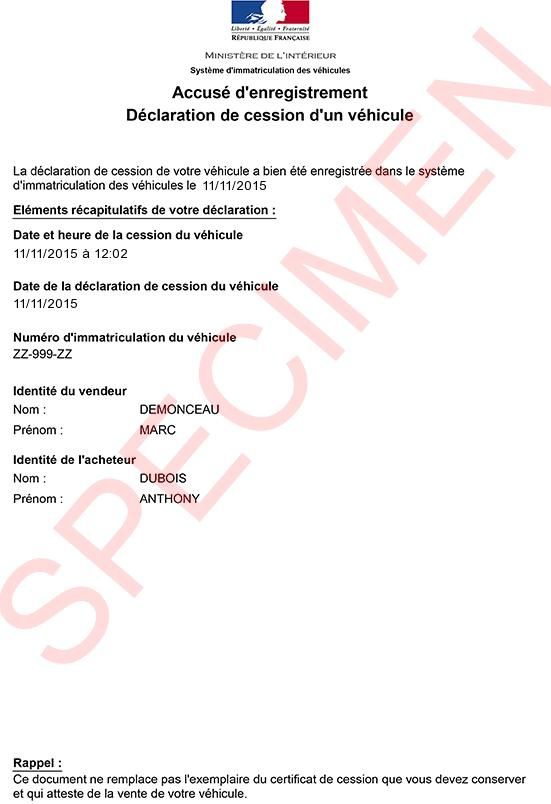 Liberté • Égalité • Fraternité
RÉPUBLIQUE FRANÇAISE
MINISTÈRE DE L'INTÉRIEUR
Système d'immatriculation des véhicules
Accusé d'enregistrement
Déclaration de cession d'un véhicule
La déclaration de cession de votre véhicule a bien été enregistrée dans le système
d'immatriculation des véhicules le 11/11/2015
Eléments récapitulatifs de votre déclaration :
Date et heure de la cession du véhicule
11/11/2015 à 12:02
Date de la déclaration de cession du véhicule
11/11/2015
Numéro d'immatriculation du véhicule
ZZ-999-ZZ
Identité du vendeur
Nom : DEMONCEAU
Prénom : MARC
Identité de l'acheteur
Nom : DUBOIS
Prénom : ANTHONY
SPECIMEN
Rappel :
Ce document ne remplace pas l'exemplaire du certificat de cession que vous devez conserver
et qui atteste de la vente de votre véhicule.